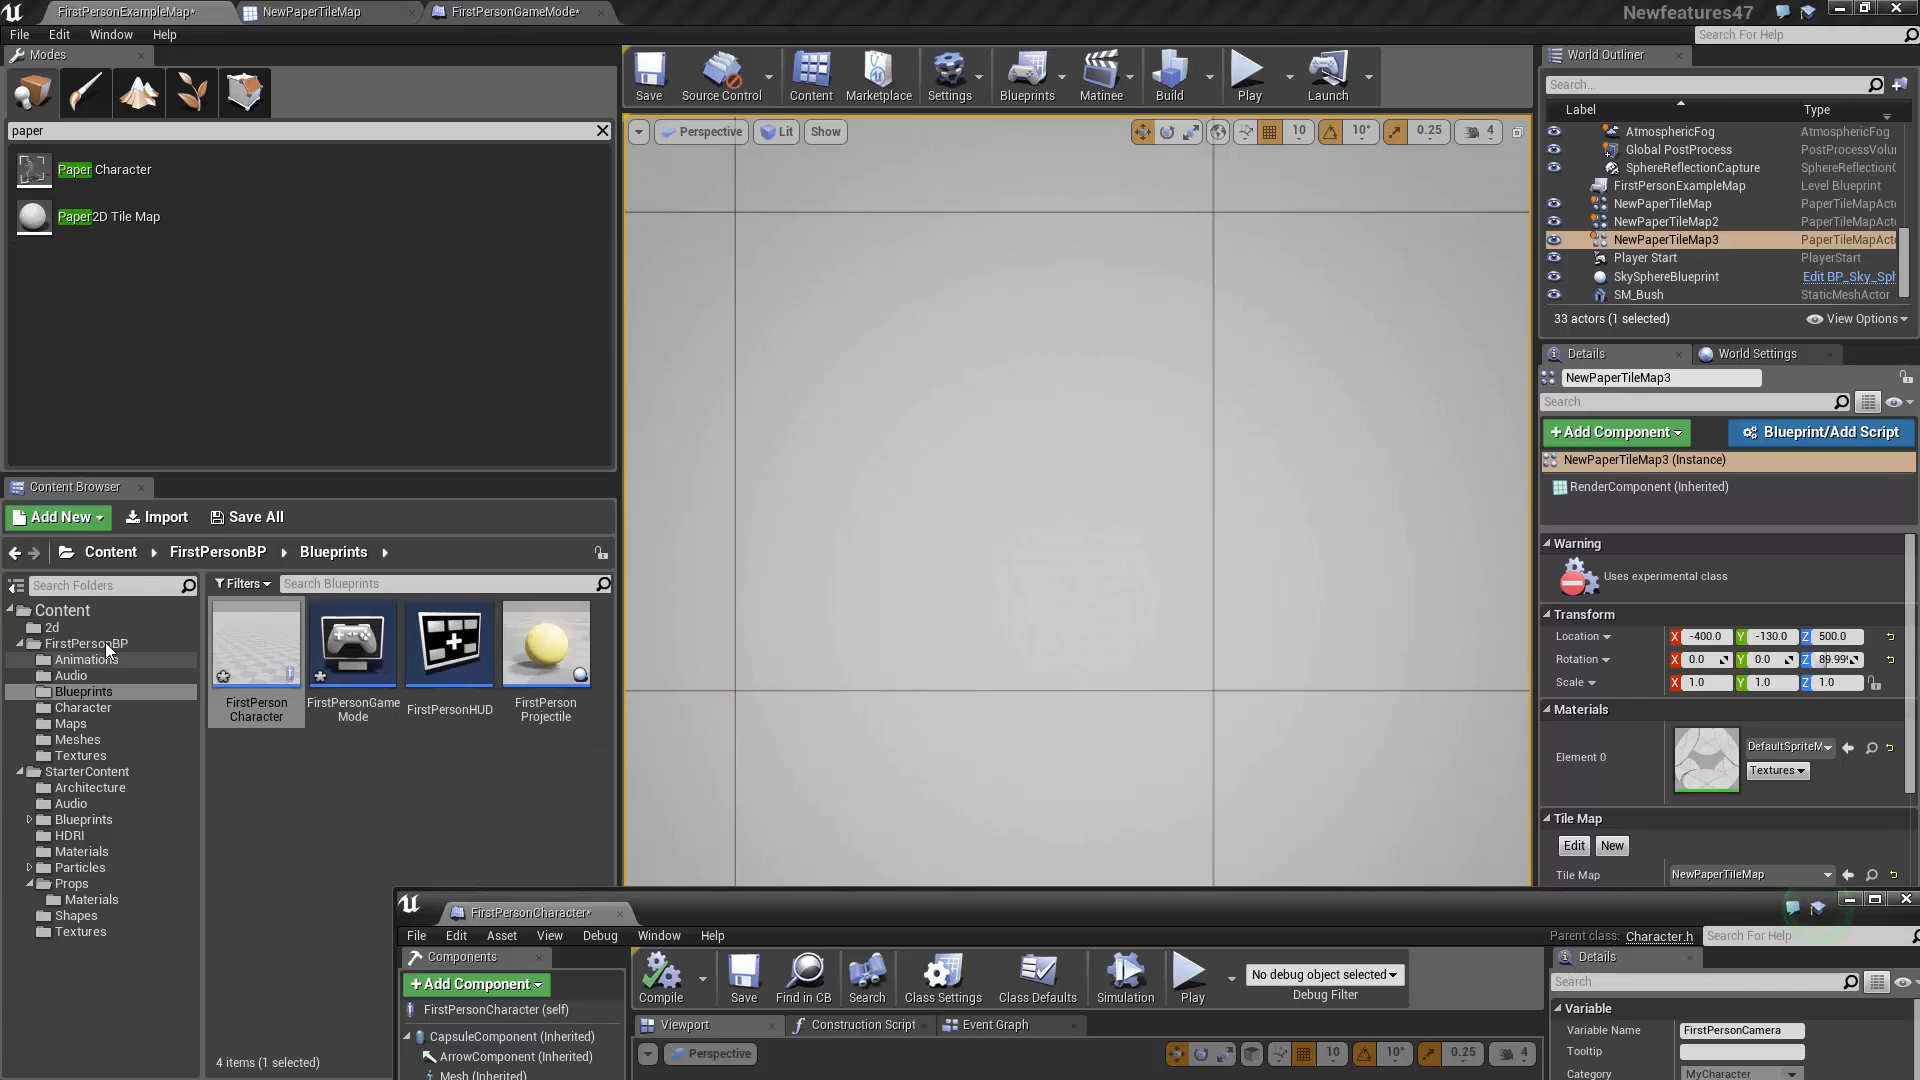 FirstPersonExampleMap*
NewPaperTileMap
FirstPersonGameMode*
Newfeatures47
File
Edit
Window
Help
Search For Help
Modes
paper
Paper Character
Paper2D Tile Map
Save
Source Control
Content
Marketplace
Settings
Blueprints
Matinee
Build
Play
Launch
Perspective
Lit
Show
10
10°
0.25
4
World Outliner
Search...
Label
Type
AtmosphericFog
AtmosphericFog
Global PostProcess
PostProcessVolu
SphereReflectionCapture
SphereReflection
FirstPersonExampleMap
Level Blueprint
NewPaperTileMap
PaperTileMapActo
NewPaperTileMap2
PaperTileMapActo
NewPaperTileMap3
PaperTileMapActo
Player Start
PlayerStart
SkySphereBlueprint
Edit BP_Sky_Sph
SM_Bush
StaticMeshActor
33 actors (1 selected)
View Options
Details
World Settings
NewPaperTileMap3
Search
+Add Component
Blueprint/Add Script
NewPaperTileMap3 (Instance)
RenderComponent (Inherited)
Warning
Uses experimental class
Transform
Location
X -400.0
Y -130.0
Z 500.0
Rotation
X 0.0
Y 0.0
Z 89.99
Scale
X 1.0
Y 1.0
Z 1.0
Materials
Element 0
DefaultSpriteM
Textures
Tile Map
Edit
New
Tile Map
NewPaperTileMap
Content Browser
Add New
Import
Save All
Content
FirstPersonBP
Blueprints
Search Folders
Filters
Search Blueprints
Content
2d
FirstPersonBP
Animations
Audio
Blueprints
Character
Maps
Meshes
Textures
StarterContent
Architecture
Audio
Blueprints
HDRI
Materials
Particles
Props
Materials
Shapes
Textures
FirstPerson
Character
FirstPersonGame
Mode
FirstPersonHUD
FirstPerson
Projectile
4 items (1 selected)
FirstPersonCharacter*
File
Edit
Asset
View
Debug
Window
Help
Parent class: Character.h
Search For Help
Components
+Add Component
FirstPersonCharacter (self)
CapsuleComponent (Inherited)
ArrowComponent (Inherited)
Mesh (Inherited)
Compile
Save
Find in CB
Search
Class Settings
Class Defaults
Simulation
Play
No debug object selected
Debug Filter
Viewport
Construction Script
Event Graph
Perspective
10
10°
0.25
4
Details
Search
Variable
Variable Name
FirstPersonCamera
Tooltip
Category
MyCharacter